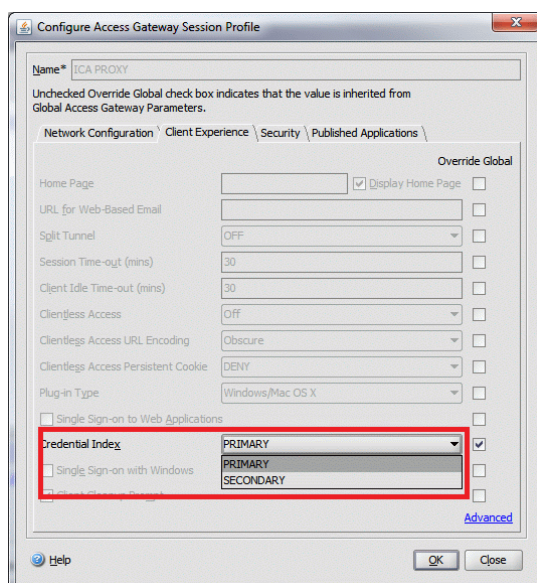 Configure Access Gateway Session Profile
Name* ICA PROXY
Unchecked Override Global check box indicates that the value is inherited from
Global Access Gateway Parameters.
Network Configuration Client Experience Security Published Applications
Override Global
Home Page Display Home Page
URL for Web-Based Email
Split Tunnel OFF
Session Time-out (mins) 30
Client Idle Time-out (mins) 30
Clientless Access Off
Clientless Access URL Encoding Obscure
Clientless Access Persistent Cookie DENY
Plug-in Type Windows/Mac OS X
Single Sign-on to Web Applications
Credential Index PRIMARY
PRIMARY
Single Sign-on with Windows
SECONDARY
Client Cleanup Prompt
Advanced
Help OK Close